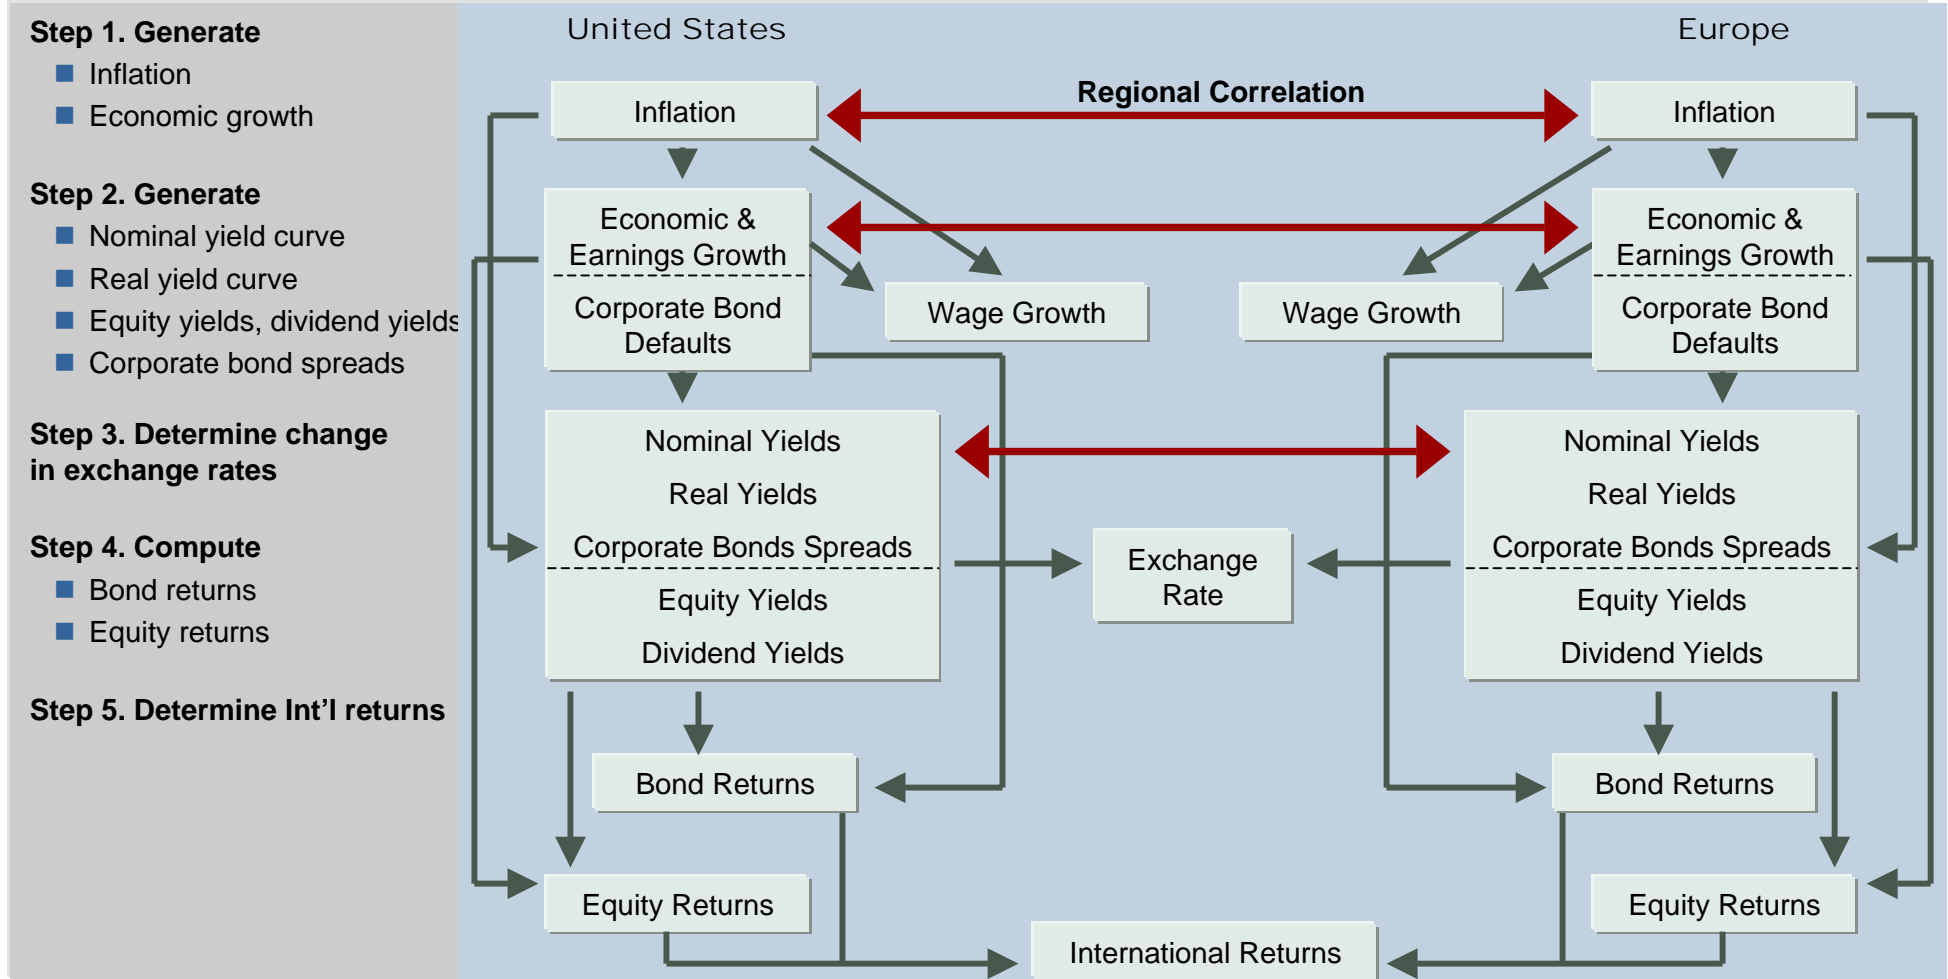 Step 1. Generate
Inflation
Economic growth
Step 2. Generate
Nominal yield curve
Real yield curve
Equity yields, dividend yields
Corporate bond spreads
Step 3. Determine change
in exchange rates
Step 4. Compute
Bond returns
Equity returns
Step 5. Determine Int'l returns
United States
Europe
Regional Correlation
Inflation
Inflation
Economic &
Earnings Growth
Corporate Bond
Defaults
Wage Growth
Wage Growth
Economic &
Earnings Growth
Corporate Bond
Defaults
Nominal Yields
Real Yields
Corporate Bonds Spreads
Equity Yields
Dividend Yields
Exchange
Rate
Nominal Yields
Real Yields
Corporate Bonds Spreads
Equity Yields
Dividend Yields
Bond Returns
Bond Returns
Equity Returns
Equity Returns
International Returns